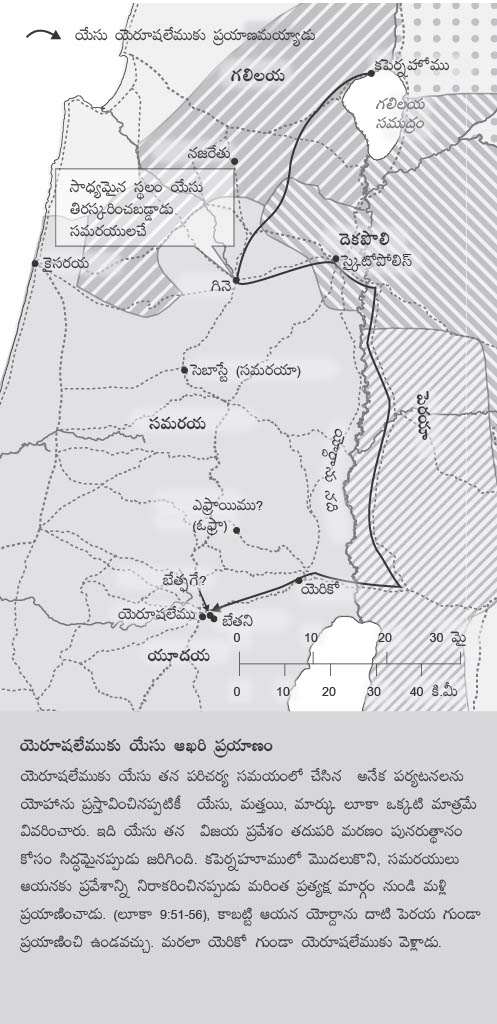 యేసు యెరూషలేముకు ప్రయాణమయ్యాడు
కపెర్నహోము
గలిలయ
గలిలయ
సముద్రం
నజరేతు
సాధ్యమైన స్థలం యేసు
తిరస్కరించబడ్డాడు
సమరయులచే
దెకపొలి
స్కైటోపోలిస్
కైసరయ
గినె
సెబాస్టే (సమరయా)
పెరయ
సమరయ
యోర్దాను నది
ఎఫ్రాయిము?
(ఓఫ్రా)
బేత్ఫగే?
యెరికో
యెరూషలేము
బేతని
యూదయ
0 10 20 30 మై
0 10 20 30 40 కి.మీ
యెరూషలేముకు యేసు ఆఖరి ప్రయాణం
యెరూషలేముకు యేసు తన పరిచర్య సమయంలో చేసిన అనేక పర్యటనలను
యోహాను ప్రస్తావించినప్పటికీ యేసు, మత్తయి, మార్కు లూకా ఒక్కటి మాత్రమే
వివరించారు. ఇది యేసు తన విజయ ప్రవేశం తదుపరి మరణం పునరుత్థానం
కోసం సిద్ధమైనప్పుడు జరిగింది. కపెర్నహూములో మొదలుకొని, సమరయులు
ఆయనకు ప్రవేశాన్ని నిరాకరించినప్పుడు మరింత ప్రత్యక్ష మార్గం నుండి మళ్లి
ప్రయాణించాడు. (లూకా 9:51-56), కాబట్టి ఆయన యోర్దాను దాటి పెరయ గుండా
ప్రయాణించి ఉండవచ్చు. మరలా యెరికో గుండా యెరూషలేముకు వెళ్లాడు.